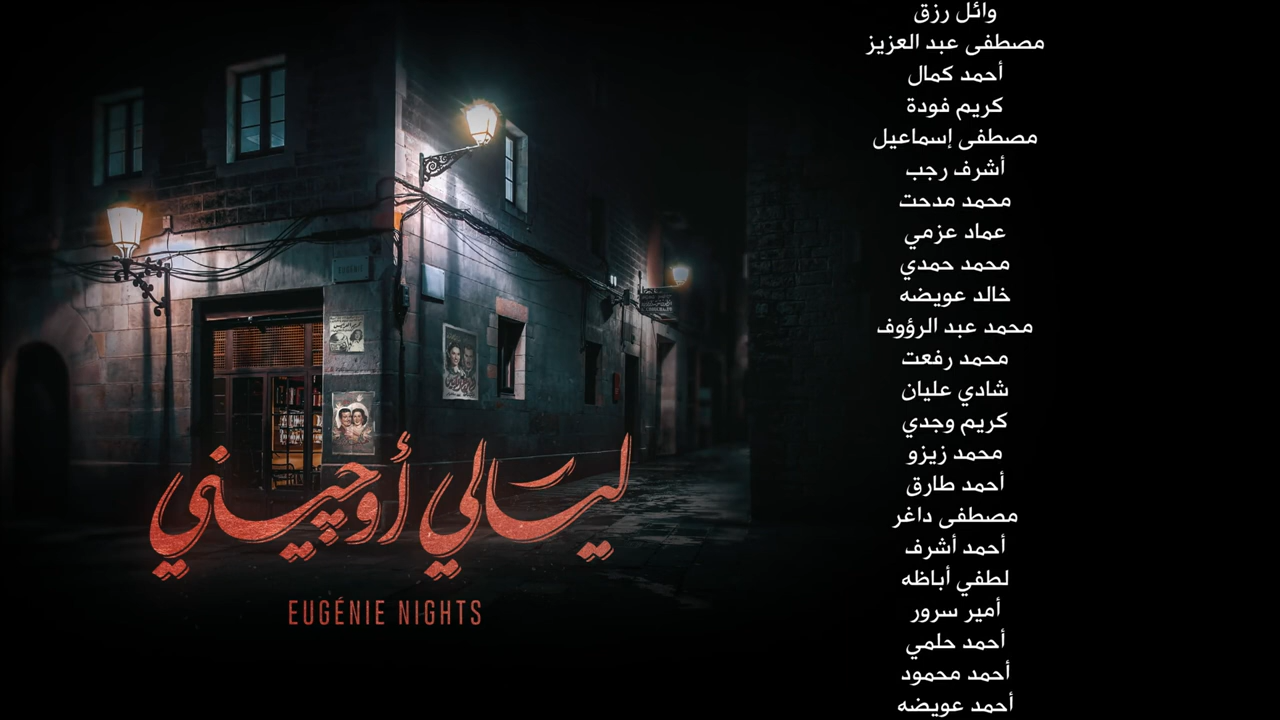 وائل رزق
مصطفى عبد العزيز
أحمد كمال
كريم فودة
مصطفى إسماعيل
أشرف رجب
محمد مدحت
عماد عزمي
محمد حمدي
خالد عويضه
محمد عبد الرؤوف
محمد رفعت
شادي عليان
كريم وجدي
محمد زيزو
أحمد طارق
مصطفى داغر
أحمد أشرف
لطفي أباظه
أمير سرور
أحمد حلمي
أحمد محمود
أحمد عويضه
ليالي أوچيني
EUGÉNIE NIGHTS